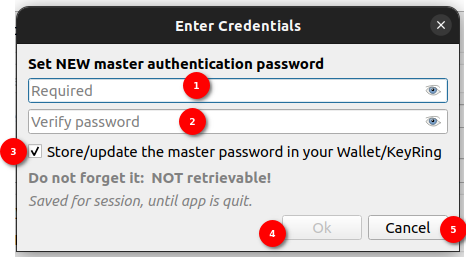 Enter Credentials
Set NEW master authentication password
Required 1
Verify password 2
3 Store/update the master password in your Wallet/KeyRing
Do not forget it: NOT retrievable!
Saved for session, until app is quit.
4 Ok Cancel 5